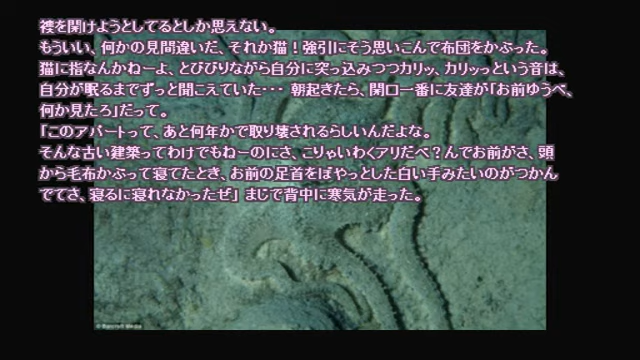 襖を開けようとしてるとしか思えない。
もういい、何かの見間違いだ、それか猫！強引にそう思いこんで布団をかぶった。
猫に指なんかねーよ、とびびりながら自分に突っ込みつつカリッ、カリッっという音は、
自分が眠るまでずっと聞こえていた・・・ 朝起きたら、開口一番に友達が「お前ゆうべ、
何か見たろ」だって。
「このアパートって、あと何年かで取り壊されるらしいんだよな。
そんな古い建築ってわけでもねーのにさ、こりゃいわくアリだべ？んでお前がさ、頭
から毛布かぶって寝てたとき、お前の足首をぼやっとした白い手みたいのがつかん
でてさ、寝るに寝れなかったぜ」 まじで背中に寒気が走った。
© Barcroft Media